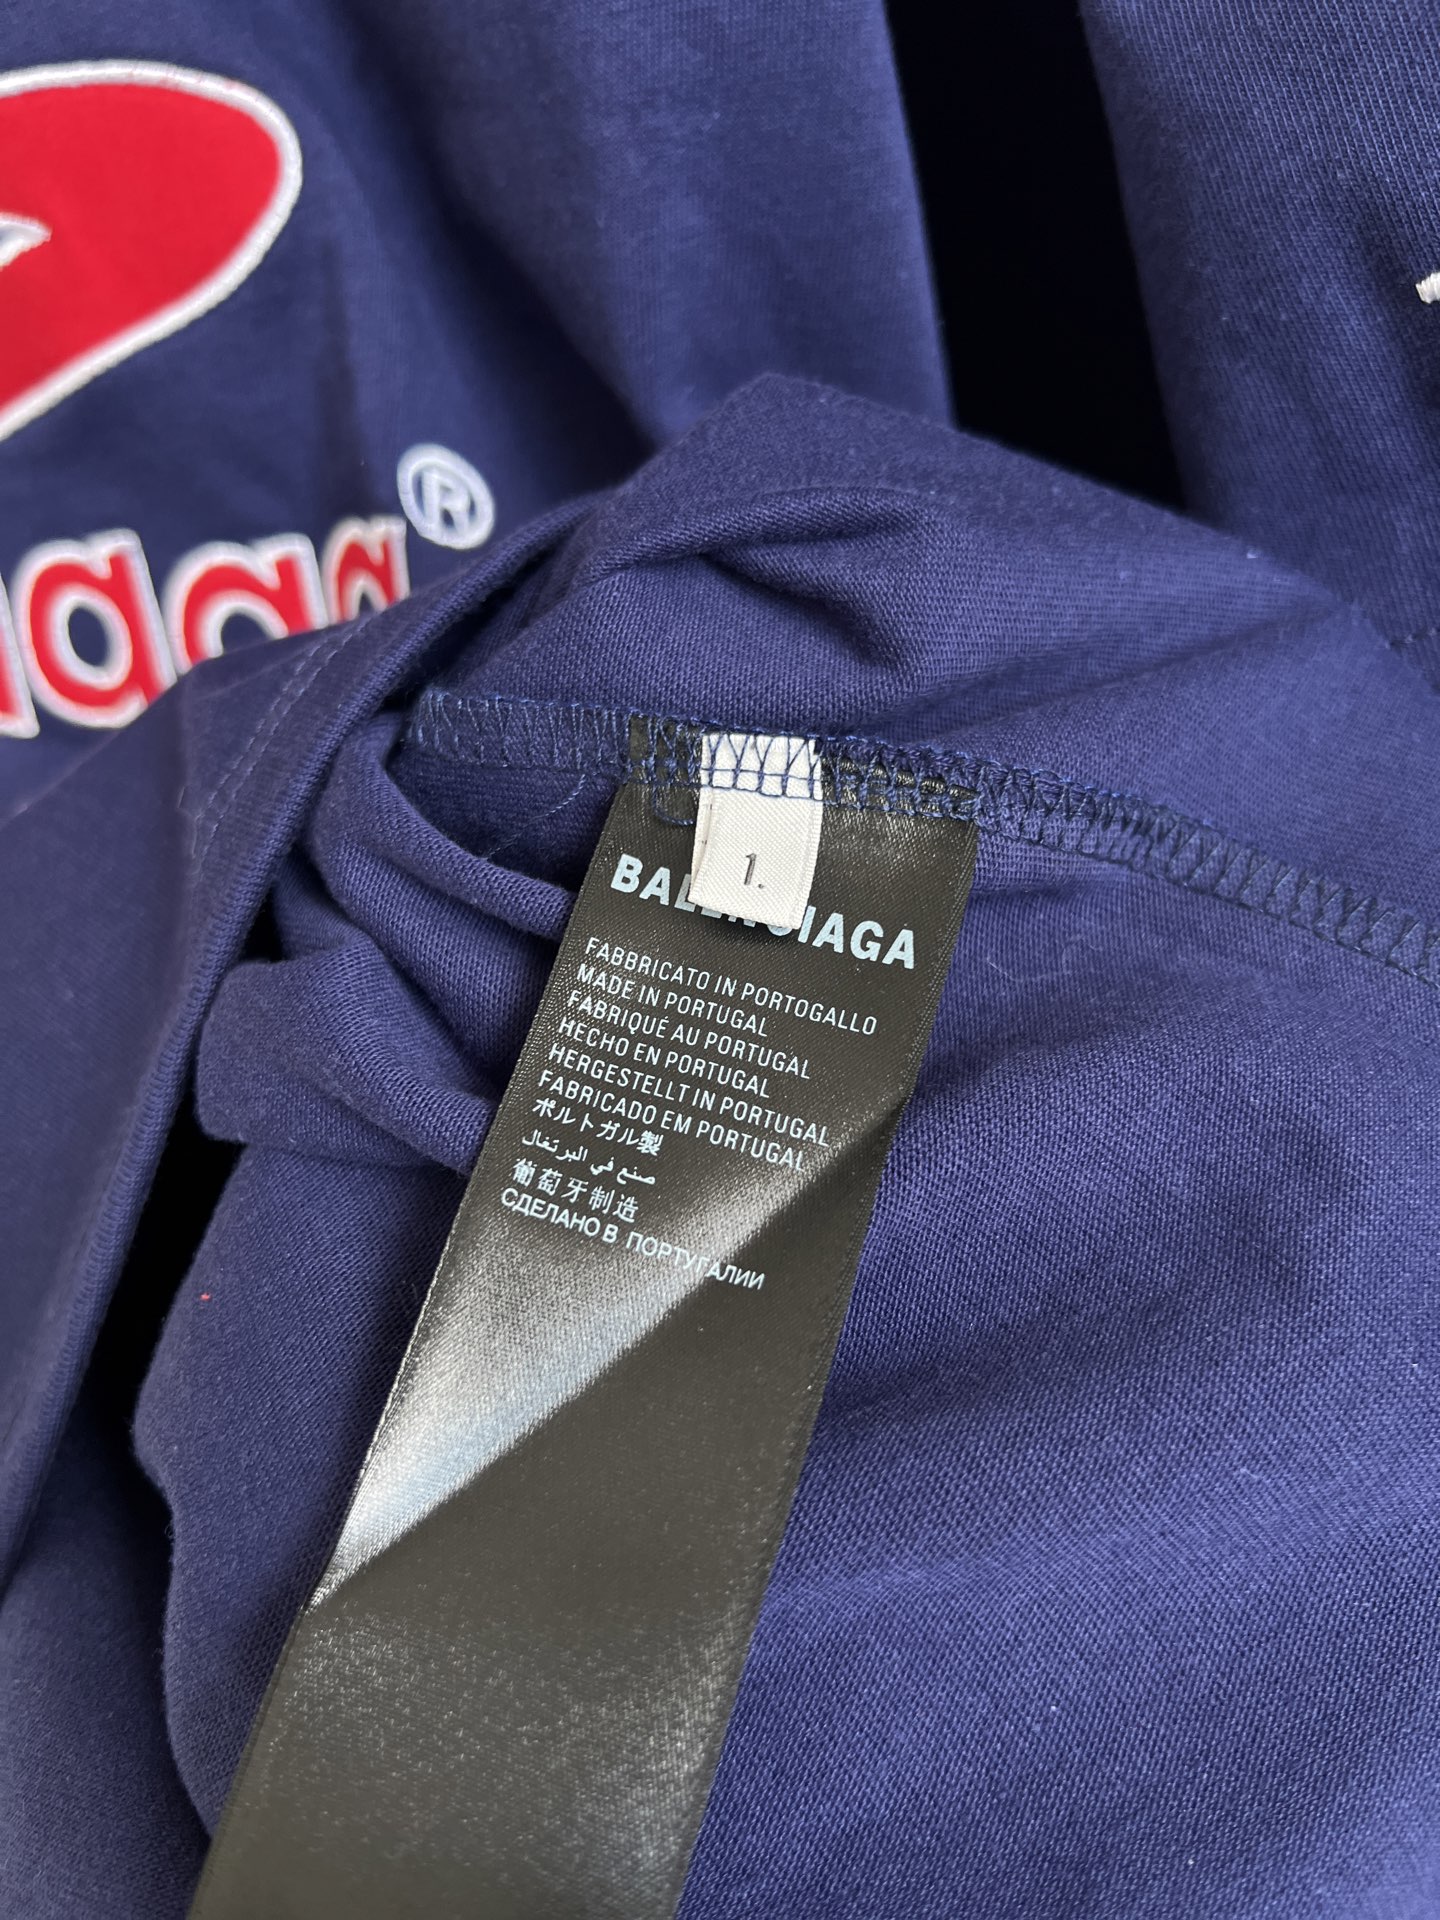 ®
1.
BALENCIAGA
FABBRICATO IN PORTOGALLO
MADE IN PORTUGAL
FABRIQUÉ AU PORTUGAL
HECHO EN PORTUGAL
HERGESTELLT IN PORTUGAL
FABRICADO EM PORTUGAL
ポルトガル製
صنع في البرتغال
葡萄牙制造
СДЕЛАНО В ПОРТУГАЛИИ